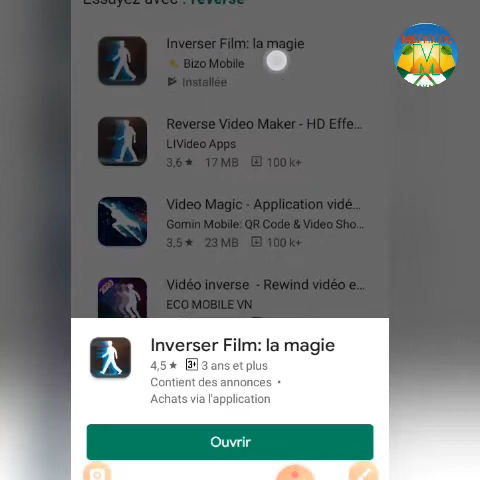 Essayez avec : reverse
Inverser Film: la magie
Bizo Mobile
Installée
Reverse Video Maker - HD Effe...
LIVideo Apps
3,6 ★ 17 MB 100 k+
Video Magic - Application vidé...
Gomin Mobile: QR Code & Video Sho...
3,5 ★ 23 MB 100 k+
Vidéo inverse - Rewind vidéo e...
ECO MOBILE VN
Inverser Film: la magie
4,5 ★ 3+ 3 ans et plus
Contient des annonces •
Achats via l'application
Ouvrir